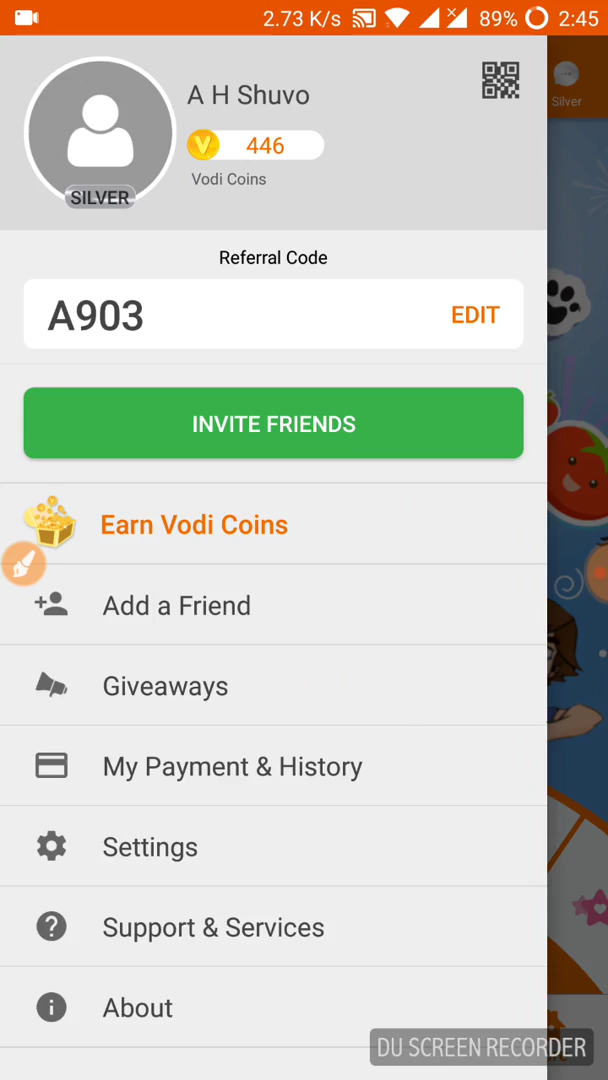 2.73 K/s 89% 2:45
A H Shuvo
V 446
Vodi Coins
SILVER
Silver
Referral Code
A903 EDIT
INVITE FRIENDS
Earn Vodi Coins
Add a Friend
Giveaways
My Payment & History
Settings
Support & Services
About
DU SCREEN RECORDER